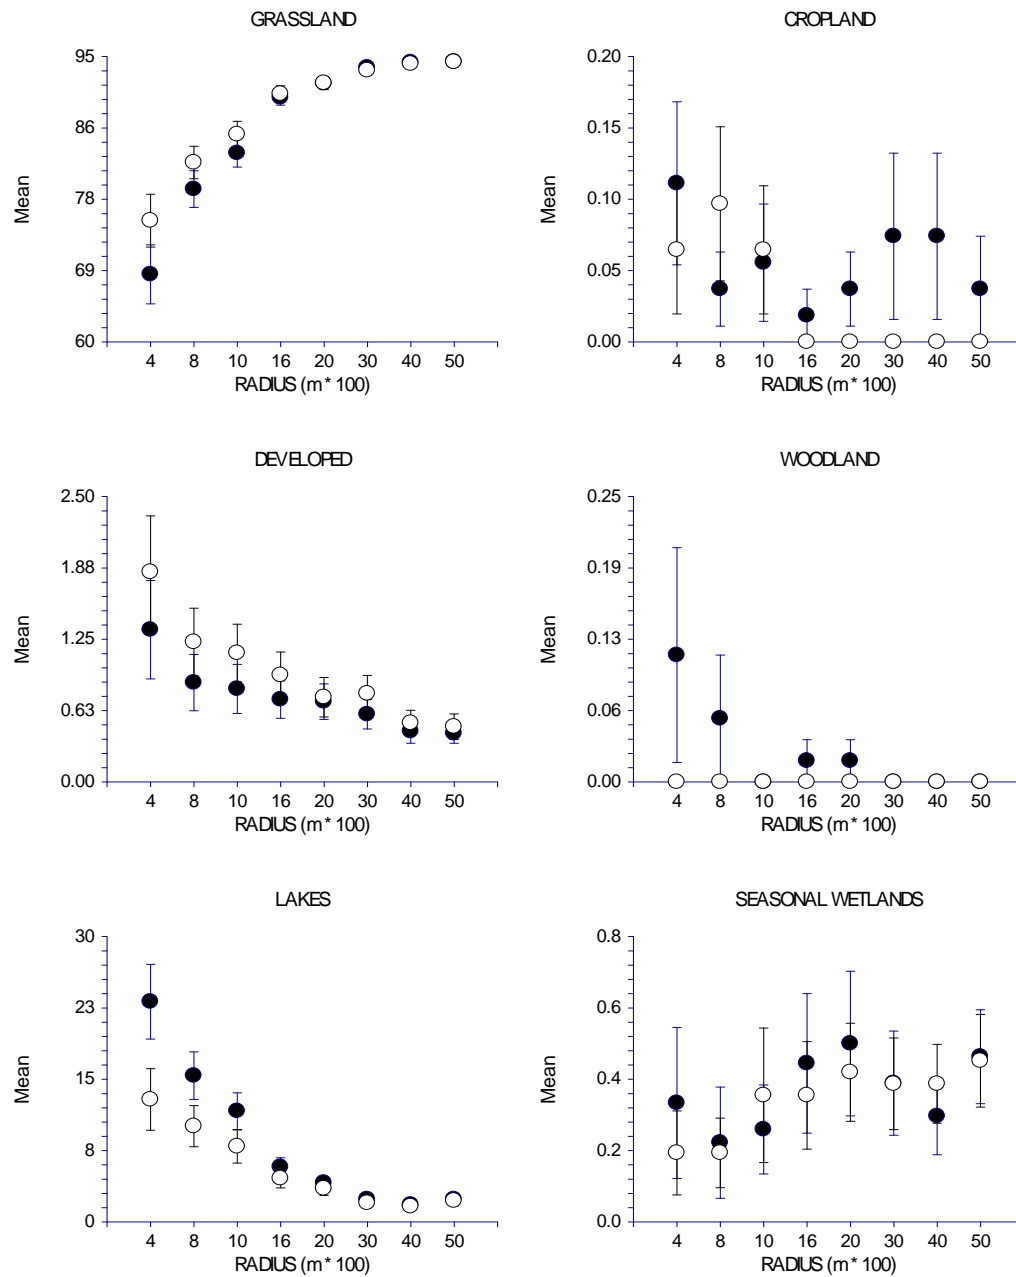 GRASSLAND
95
86
78
69
60
Mean
4 8 10 16 20 30 40 50
RADIUS (m * 100)
CROPLAND
0.20
0.15
0.10
0.05
0.00
Mean
4 8 10 16 20 30 40 50
RADIUS (m * 100)
DEVELOPED
2.50
1.88
1.25
0.63
0.00
Mean
4 8 10 16 20 30 40 50
RADIUS (m * 100)
WOODLAND
0.25
0.19
0.13
0.06
0.00
Mean
4 8 10 16 20 30 40 50
RADIUS (m * 100)
LAKES
30
23
15
8
0
Mean
4 8 10 16 20 30 40 50
RADIUS (m * 100)
SEASONAL WETLANDS
0.8
0.6
0.4
0.2
0.0
Mean
4 8 10 16 20 30 40 50
RADIUS (m * 100)